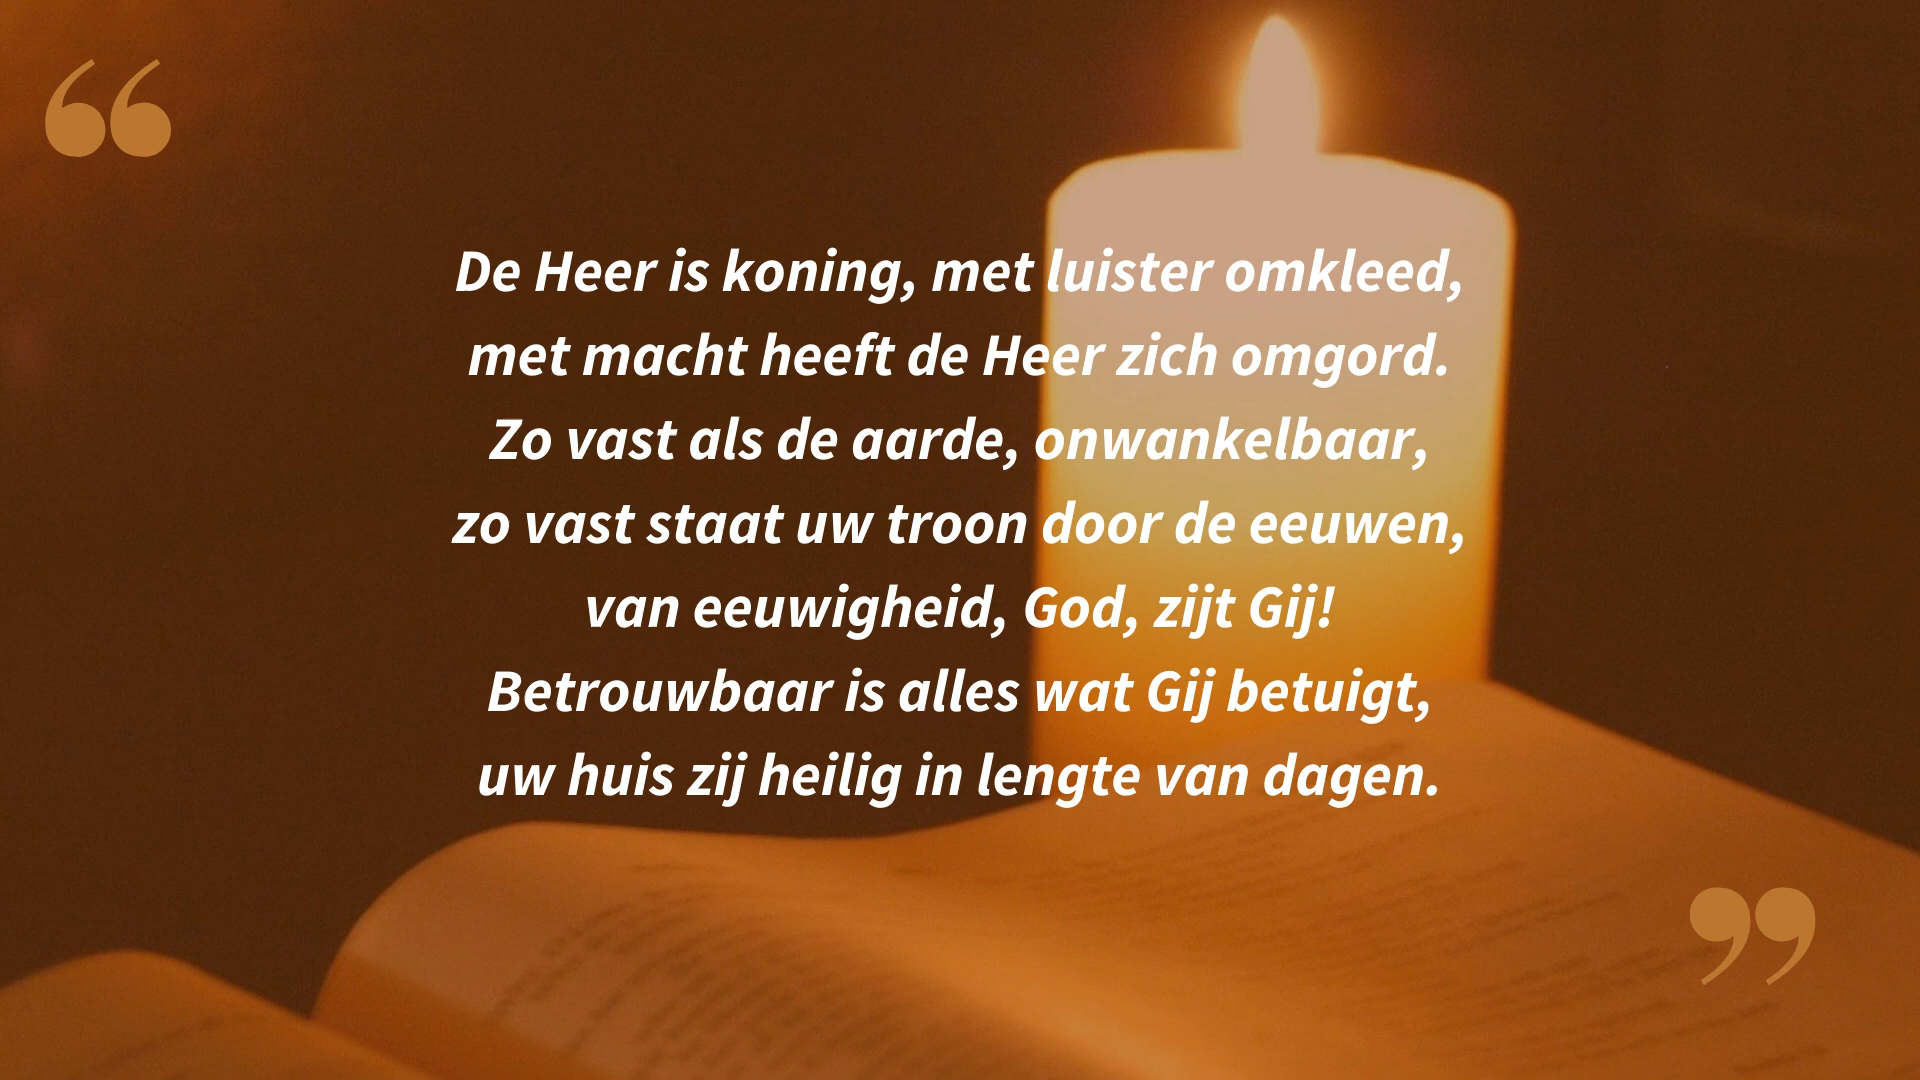 “
De Heer is koning, met luister omkleed,
met macht heeft de Heer zich omgord.
Zo vast als de aarde, onwankelbaar,
zo vast staat uw troon door de eeuwen,
van eeuwigheid, God, zijt Gij!
Betrouwbaar is alles wat Gij betuigt,
uw huis zij heilig in lengte van dagen.
”